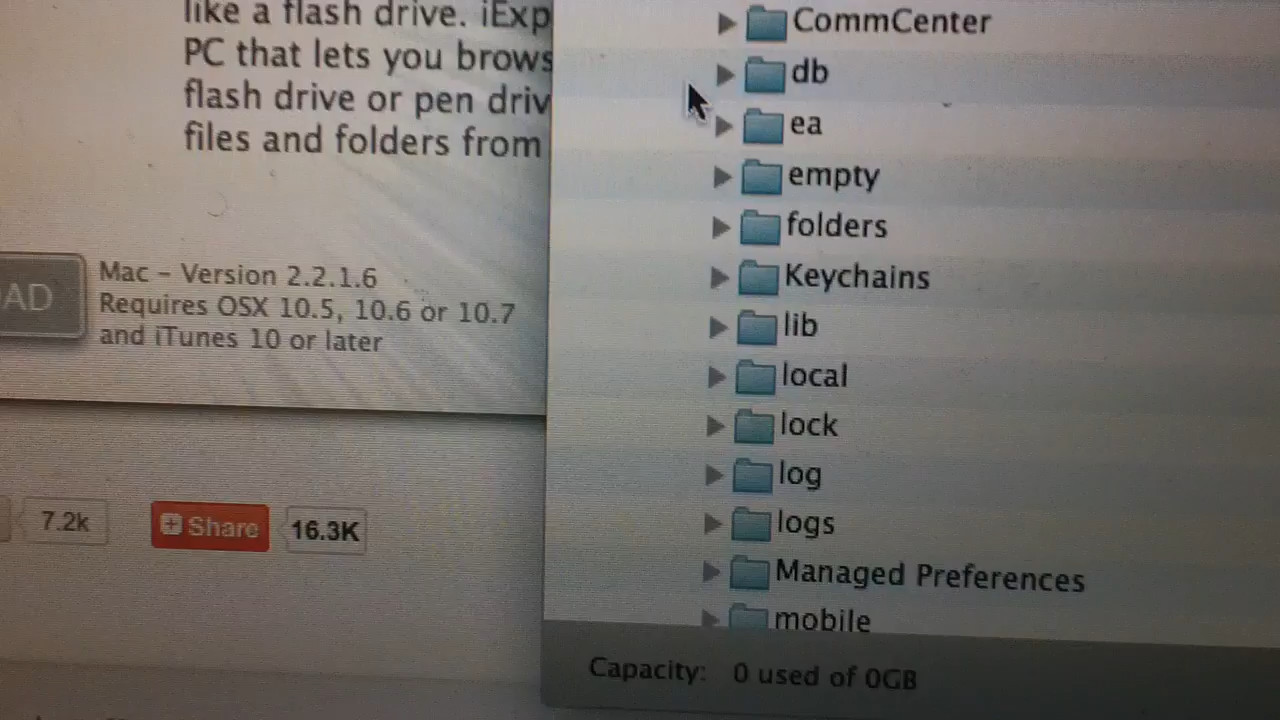 like a flash drive. iExp
PC that lets you brows
flash drive or pen driv
files and folders from
AD
Mac – Version 2.2.1.6
Requires OSX 10.5, 10.6 or 10.7
and iTunes 10 or later
7.2k
Share
16.3K
CommCenter
db
ea
empty
folders
Keychains
lib
local
lock
log
logs
Managed Preferences
mobile
Capacity: 0 used of 0GB